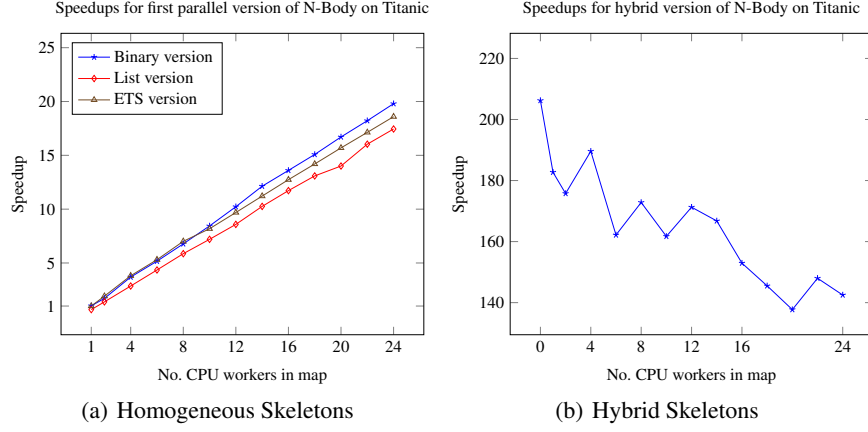 Speedups for first parallel version of N-Body on Titanic
Binary version
List version
ETS version
25
20
15
10
5
1
Speedup
1 4 8 12 16 20 24
No. CPU workers in map
(a) Homogeneous Skeletons
Speedups for hybrid version of N-Body on Titanic
220
200
180
160
140
Speedup
0 4 8 12 16 24
No. CPU workers in map
(b) Hybrid Skeletons